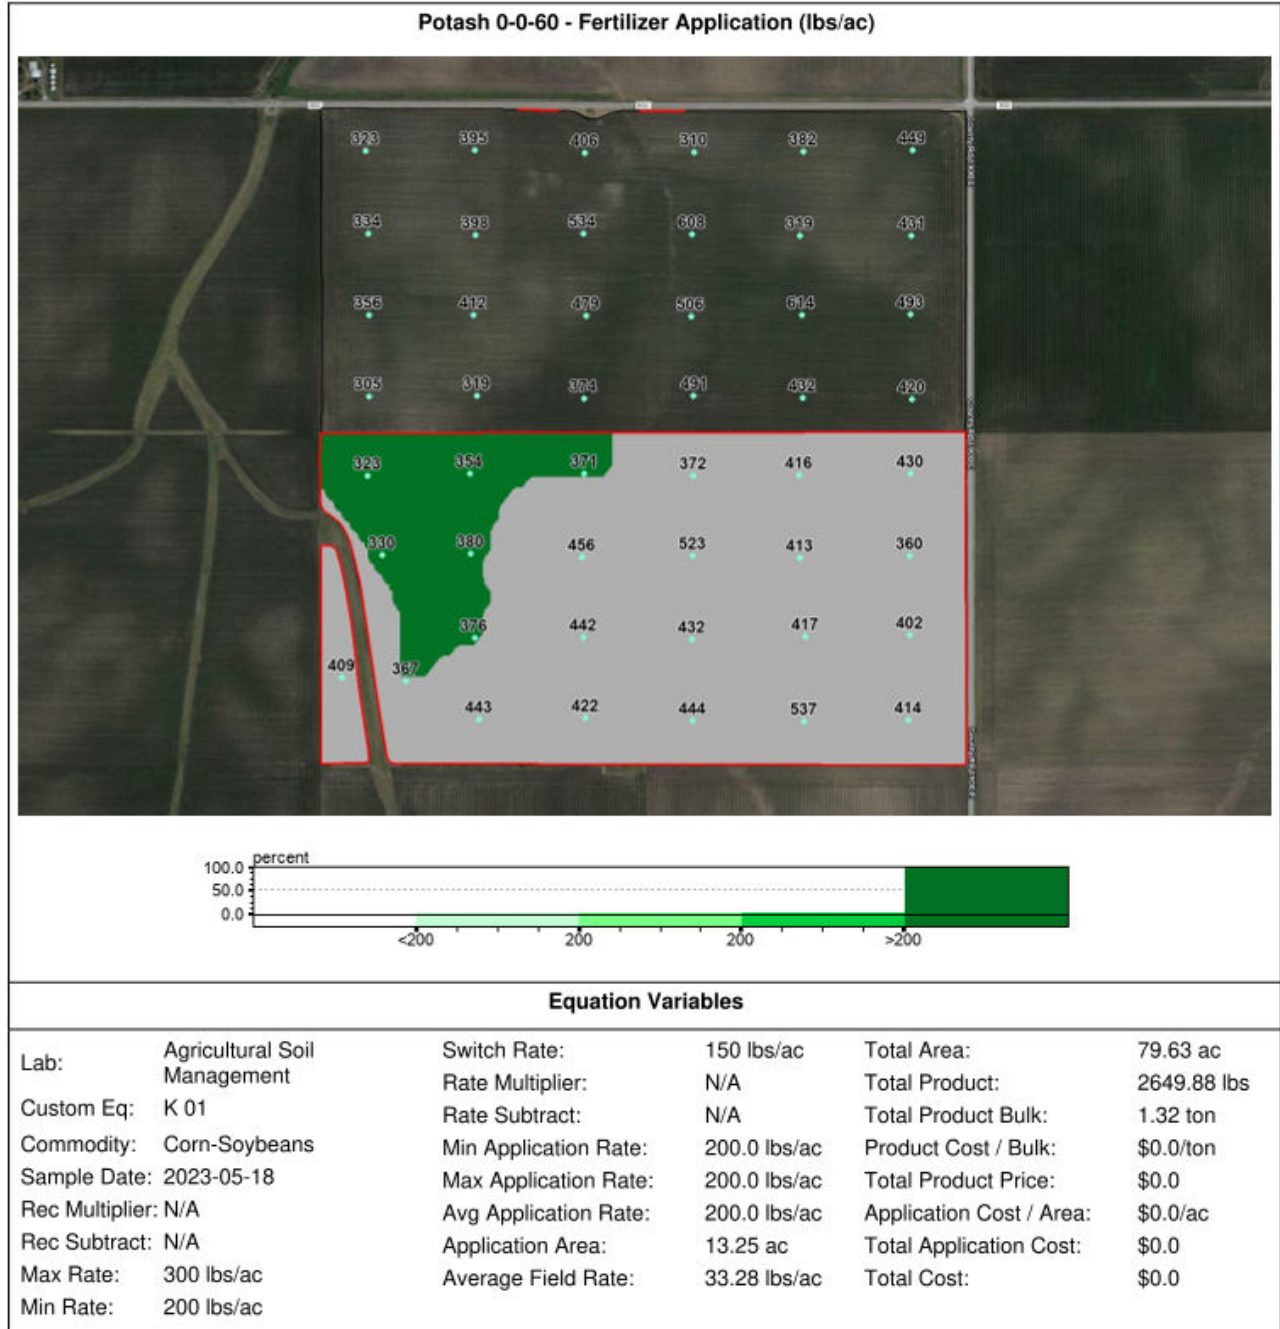 Potash 0-0-60 - Fertilizer Application (lbs/ac)
323 395 406 310 382 449
334 398 534 608 319 431
356 412 479 506 614 493
305 319 374 491 432 420
323 354 371 372 416 430
330 380 456 523 413 360
376 442 432 417 402
409 367
443 422 444 537 414
percent
100.0
50.0
0.0
<200 200 200 >200
Equation Variables
Lab: Agricultural Soil Management
Custom Eq: K 01
Commodity: Corn-Soybeans
Sample Date: 2023-05-18
Rec Multiplier: N/A
Rec Subtract: N/A
Max Rate: 300 lbs/ac
Min Rate: 200 lbs/ac
Switch Rate: 150 lbs/ac
Rate Multiplier: N/A
Rate Subtract: N/A
Min Application Rate: 200.0 lbs/ac
Max Application Rate: 200.0 lbs/ac
Avg Application Rate: 200.0 lbs/ac
Application Area: 13.25 ac
Average Field Rate: 33.28 lbs/ac
Total Area: 79.63 ac
Total Product: 2649.88 lbs
Total Product Bulk: 1.32 ton
Product Cost / Bulk: $0.0/ton
Total Product Price: $0.0
Application Cost / Area: $0.0/ac
Total Application Cost: $0.0
Total Cost: $0.0